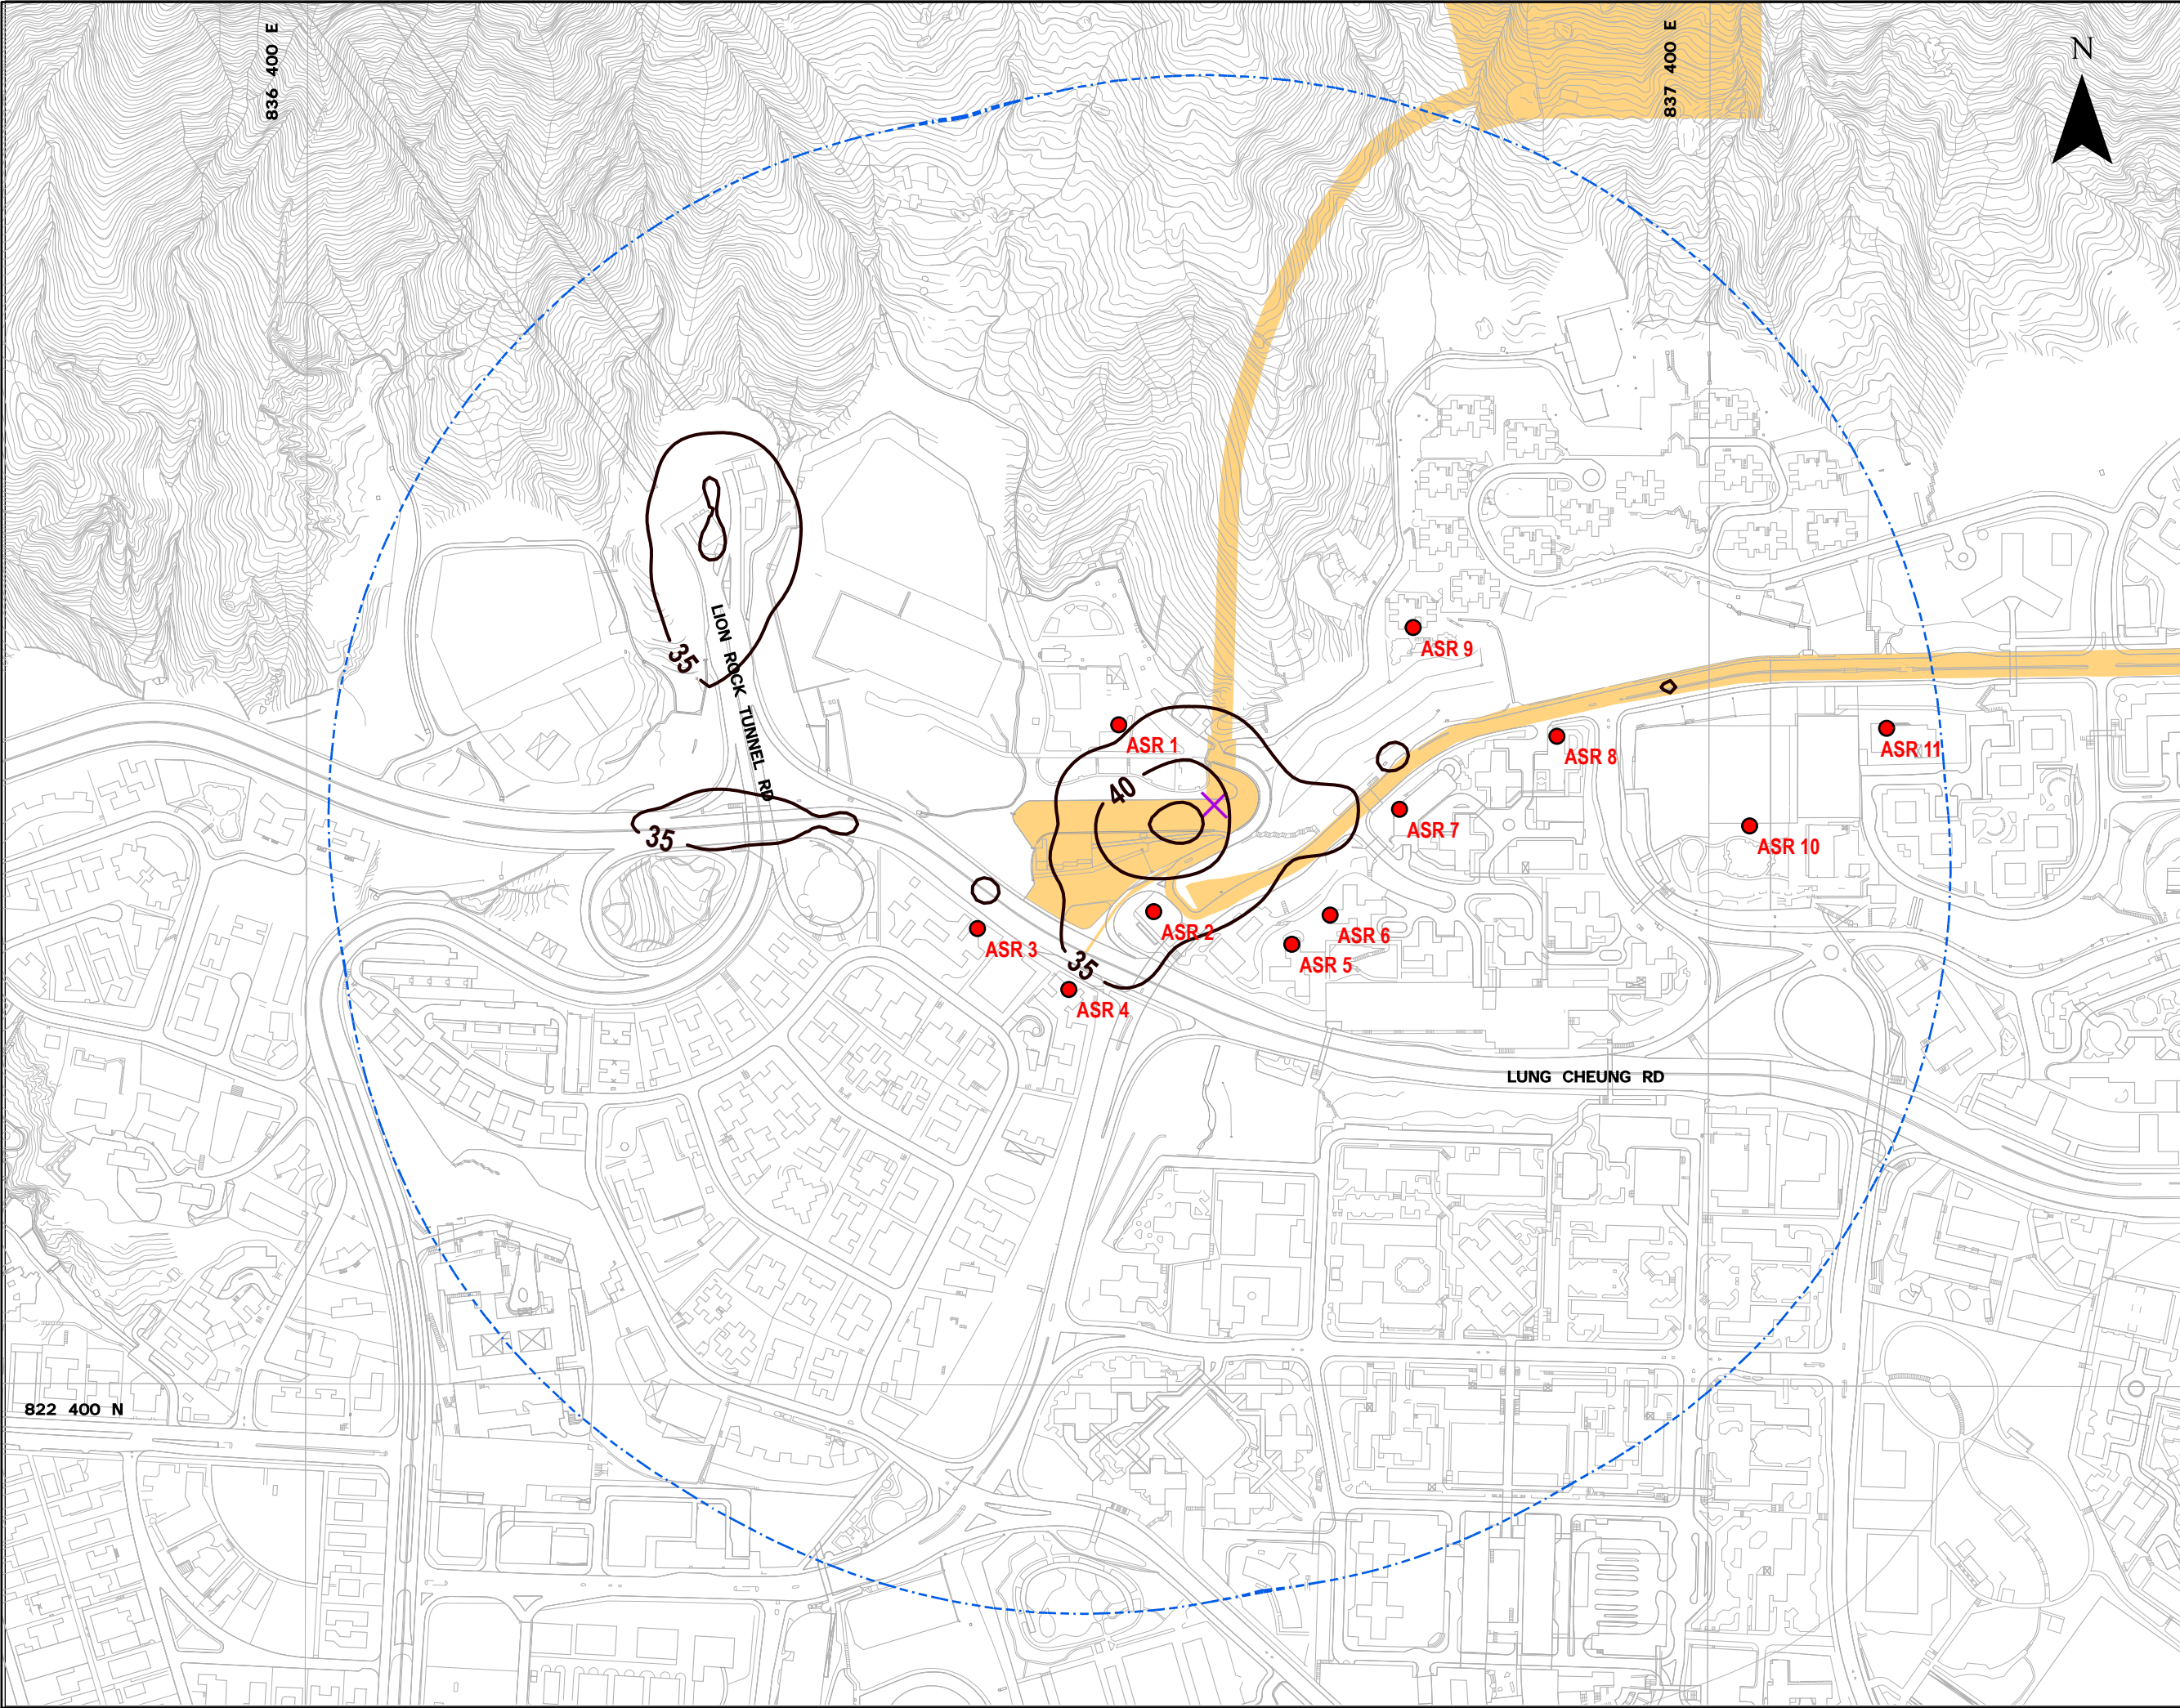 836 400 E
837 400 E
N
LION ROCK TUNNEL RD
35
ASR 9
ASR 1
ASR 8
ASR 11
40
35
ASR 7
ASR 10
ASR 2
ASR 6
ASR 3
ASR 5
35
ASR 4
LUNG CHEUNG RD
822 400 N